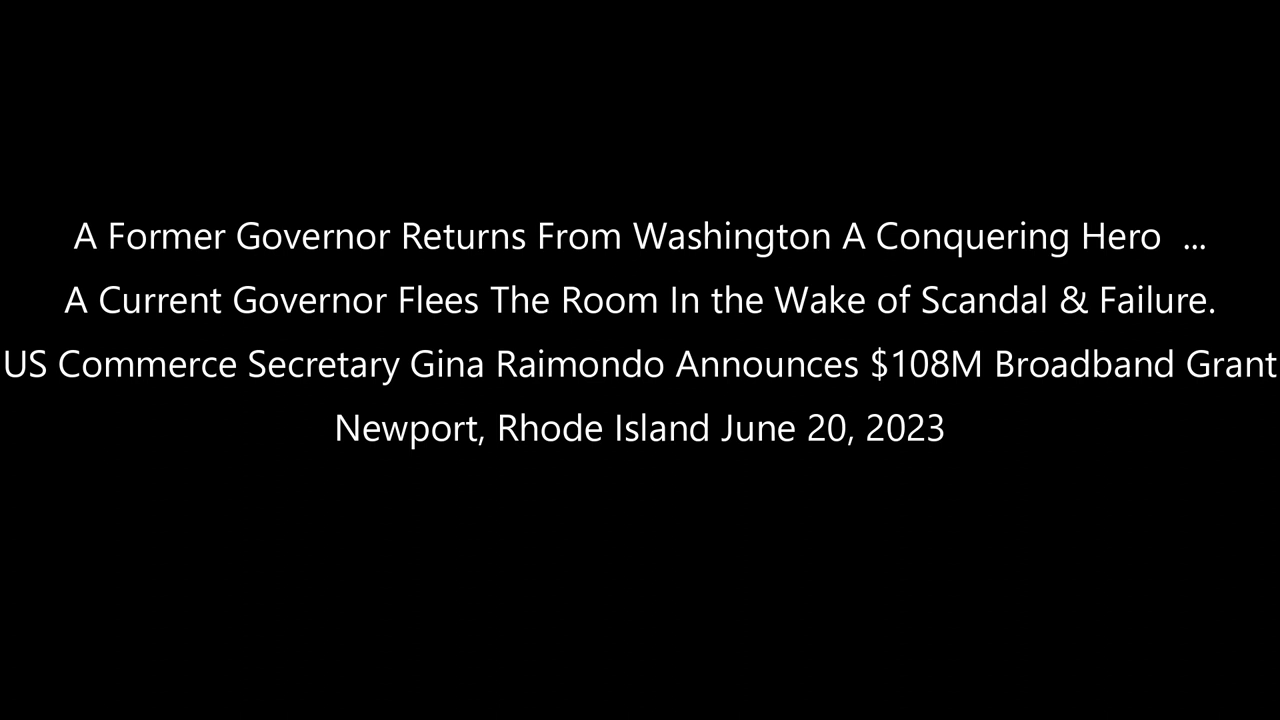 A Former Governor Returns From Washington A Conquering Hero  ...
A Current Governor Flees The Room In the Wake of Scandal & Failure.
US Commerce Secretary Gina Raimondo Announces $108M Broadband Grant
Newport, Rhode Island June 20, 2023